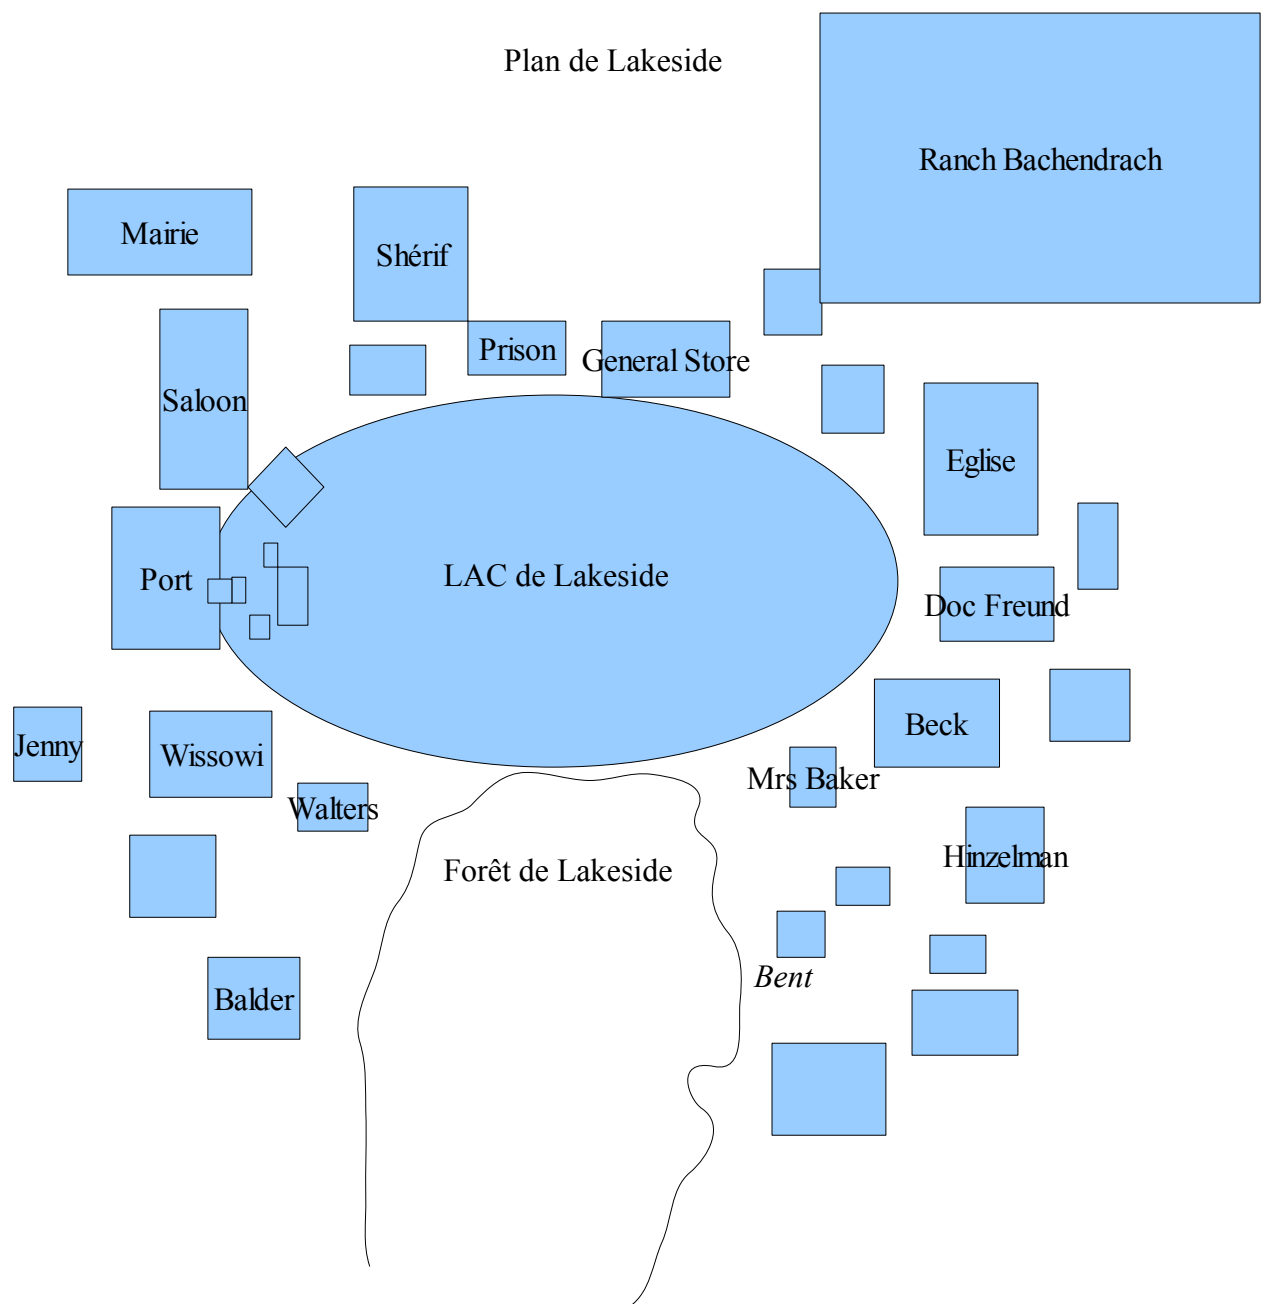 Plan de Lakeside
Ranch Bachendrach
Mairie
Shérif
Prison
General Store
Saloon
Eglise
Port
LAC de Lakeside
Doc Freund
Beck
Jenny
Wissowi
Mrs Baker
Walters
Hinzelman
Forêt de Lakeside
Bent
Balder